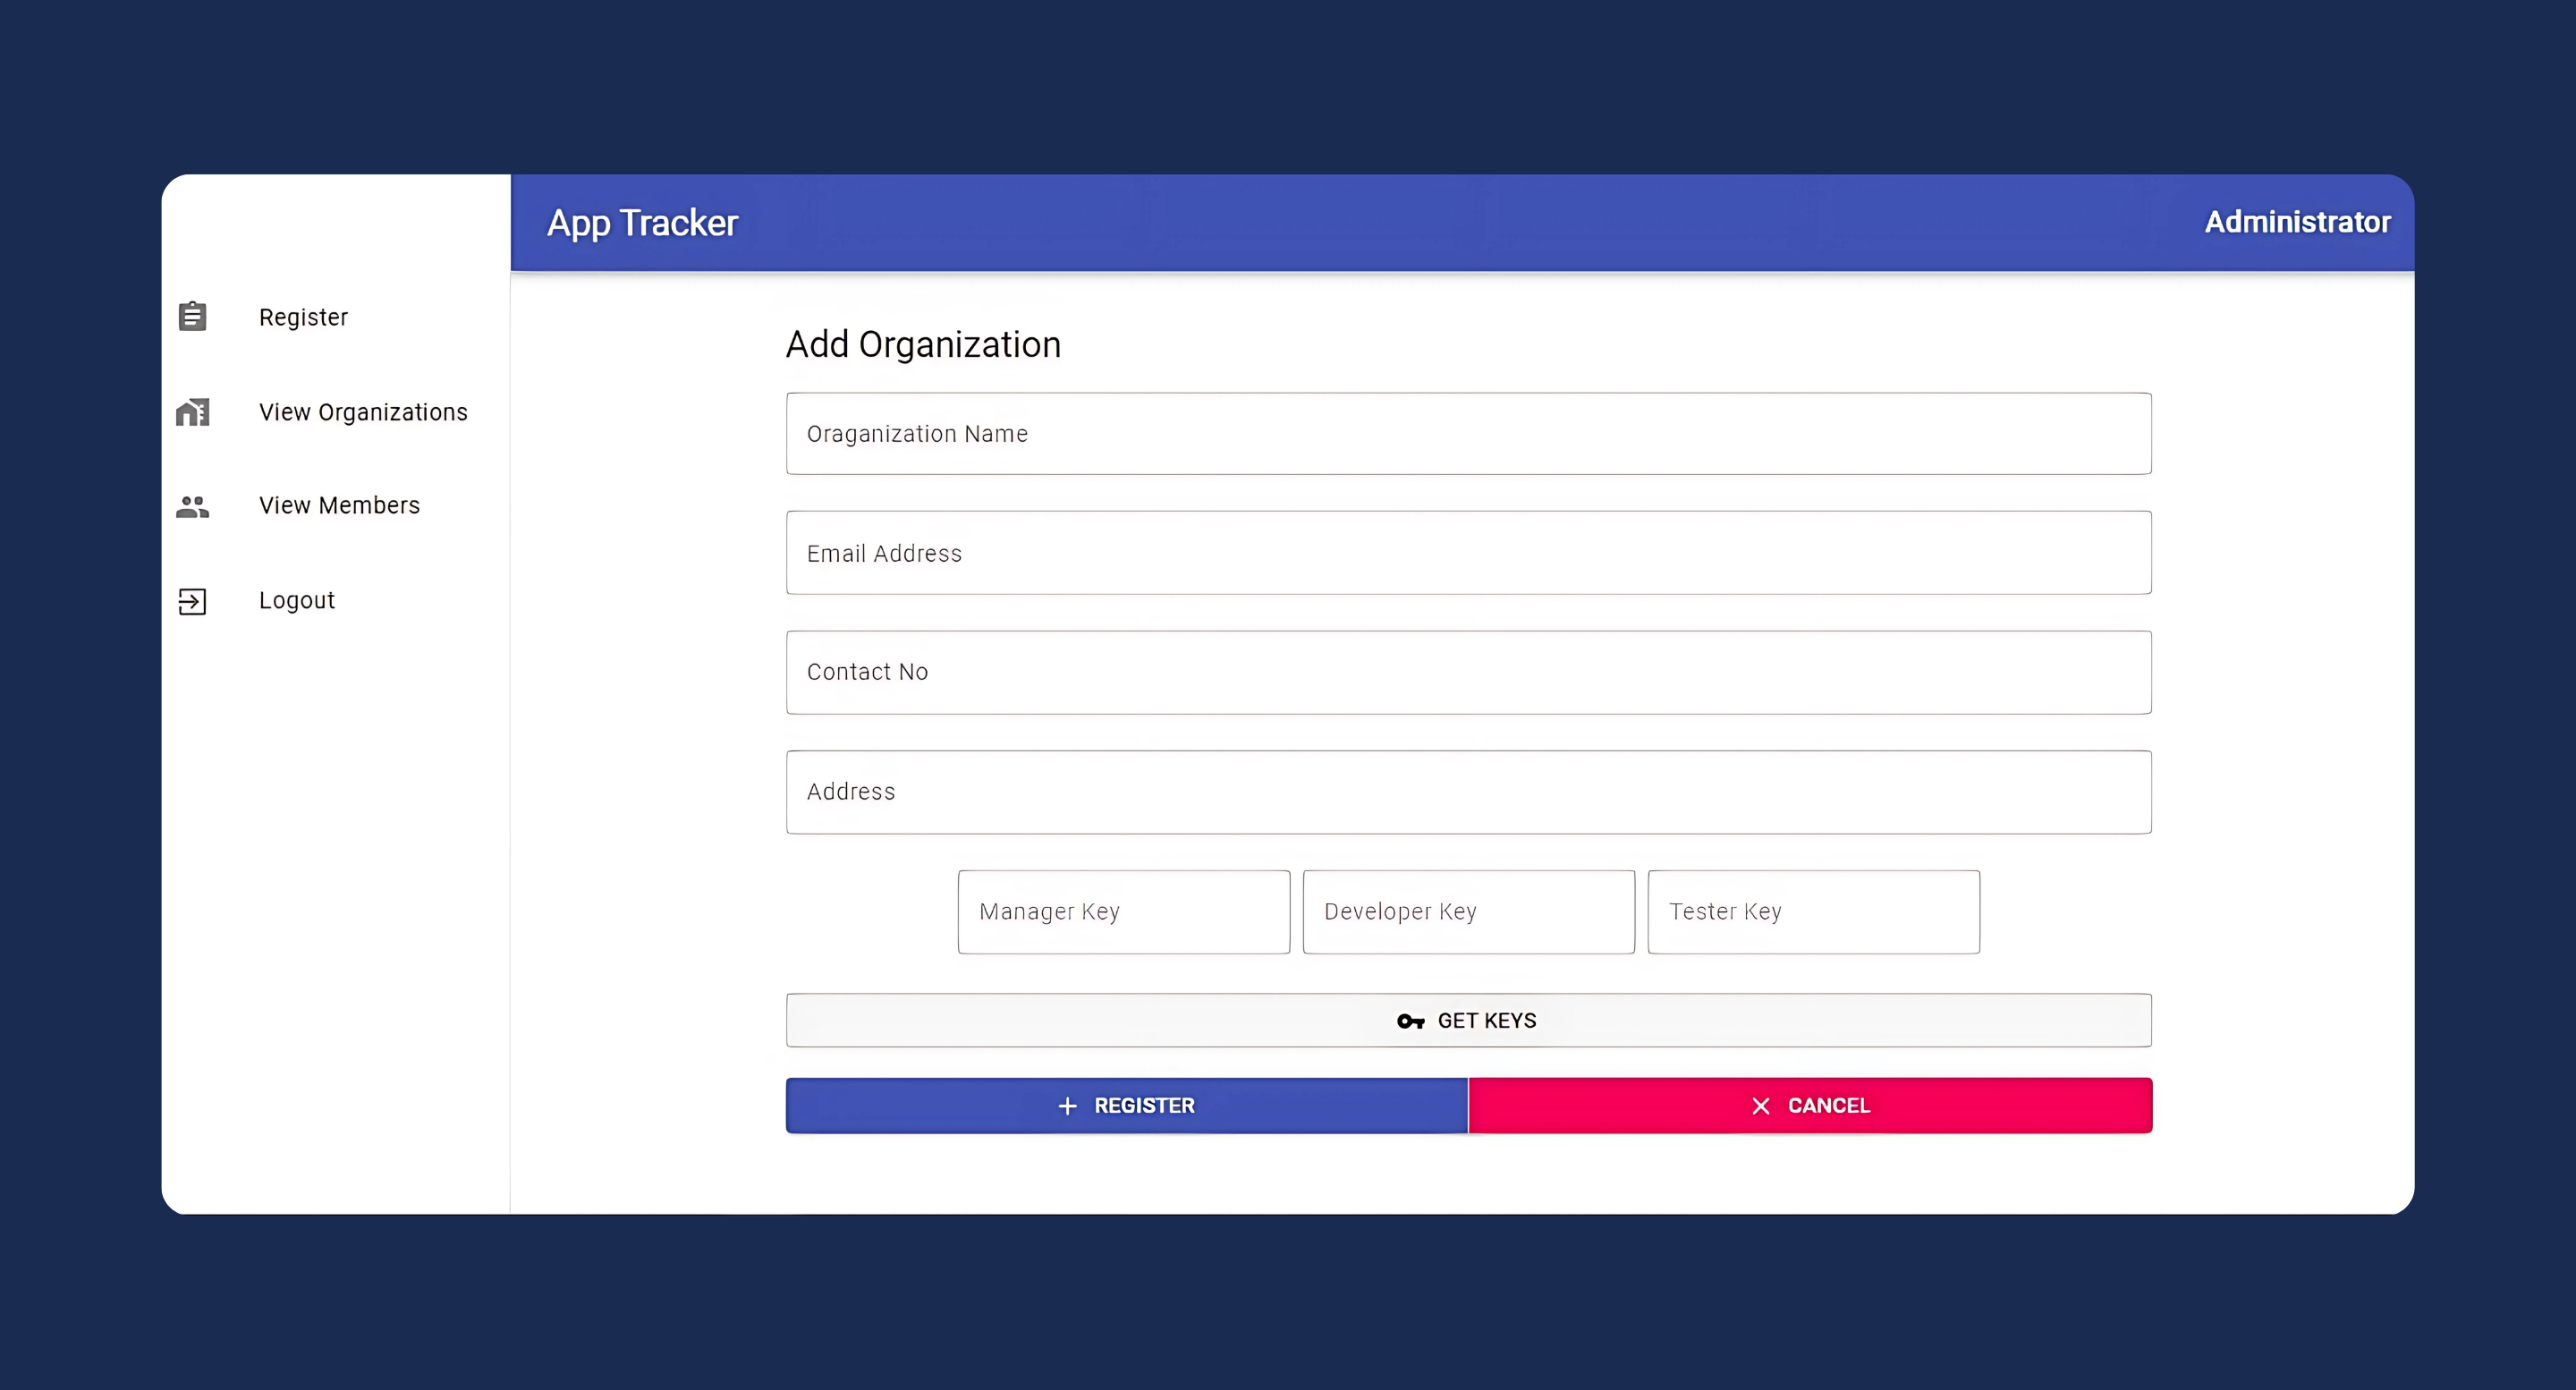 App Tracker
Administrator
Register
View Organizations
View Members
Logout
Add Organization
Oraganization Name
Email Address
Contact No
Address
Manager Key
Developer Key
Tester Key
GET KEYS
REGISTER
CANCEL